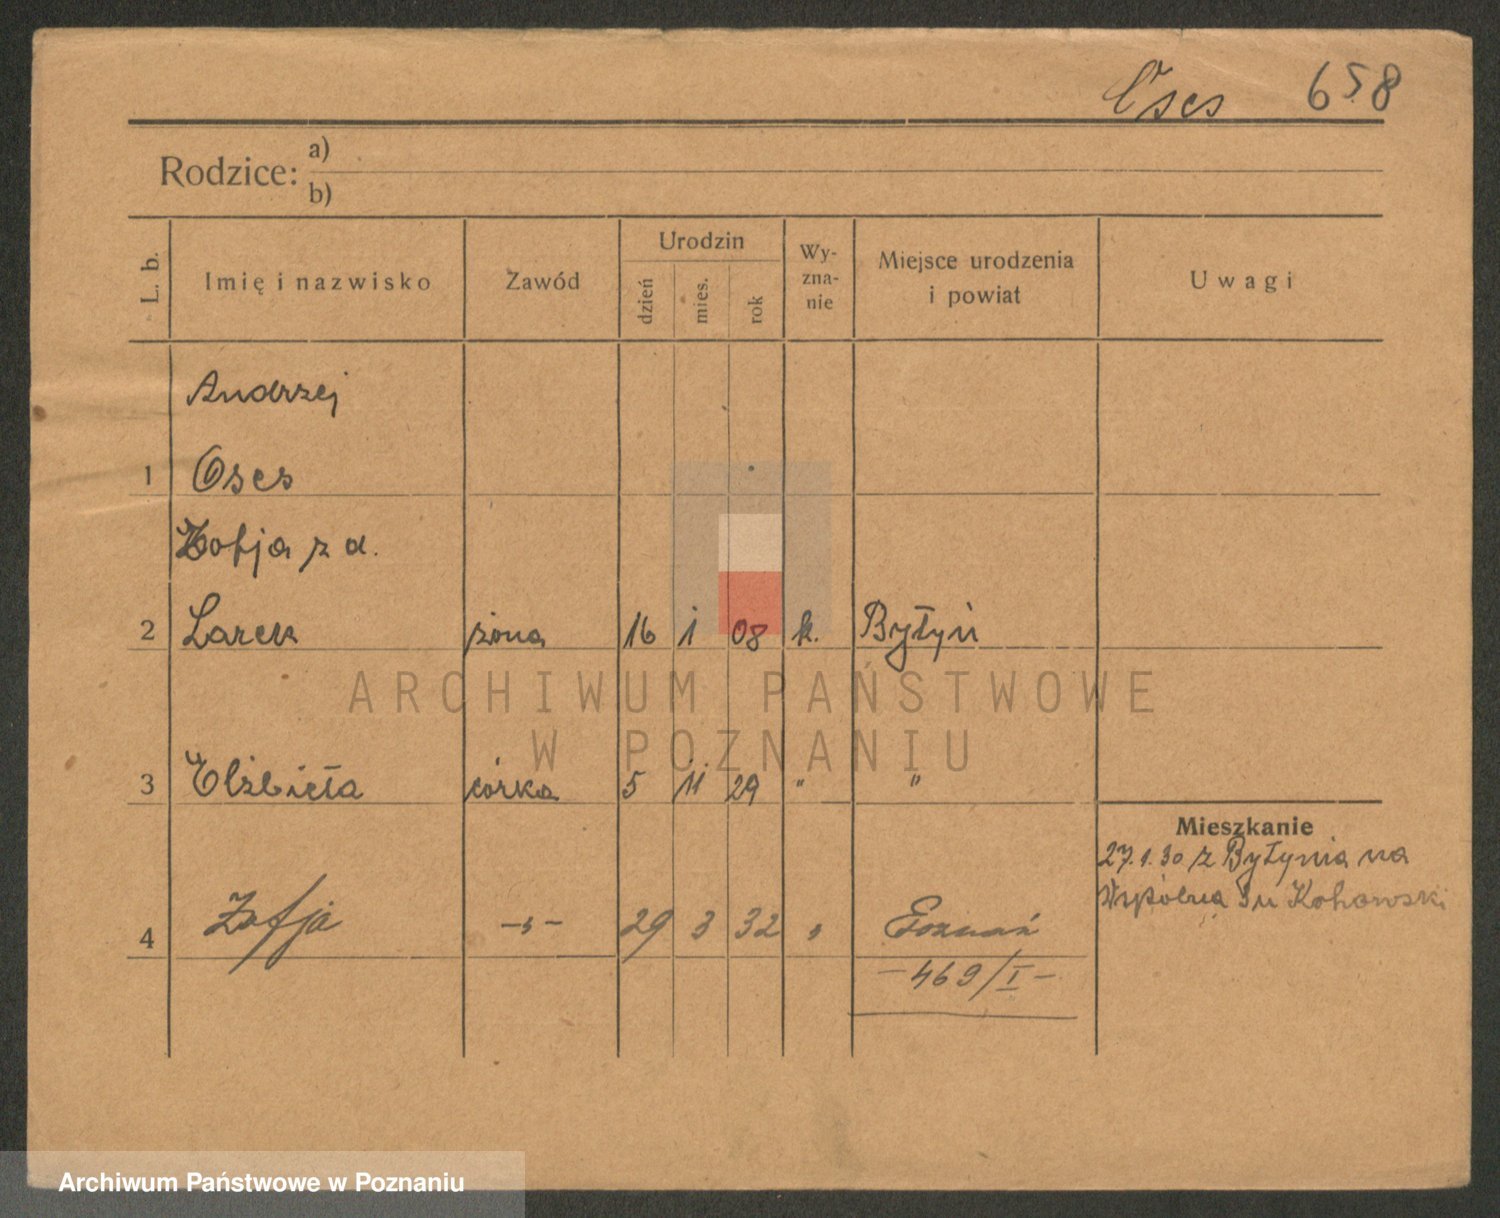 Oses 658
Rodzice: a)
b)
L. b. Imię i nazwisko Zawód Urodzin dzień mies. rok Wy-zna-nie Miejsce urodzenia i powiat Uwagi
Andrzej
1 Oses
Zofja z d.
2 Larek żona 16 1 08 k. Bytyń
3 Elżbieta córka 5 11 29 " "
Mieszkanie
27.1.30 z Bytynia na
Wspólna 3 u Kohowski
4 Zofja -„- 29 3 32 „ Poznań
- 469/I -
ARCHIWUM PAŃSTWOWE
W POZNANIU
Archiwum Państwowe w Poznaniu